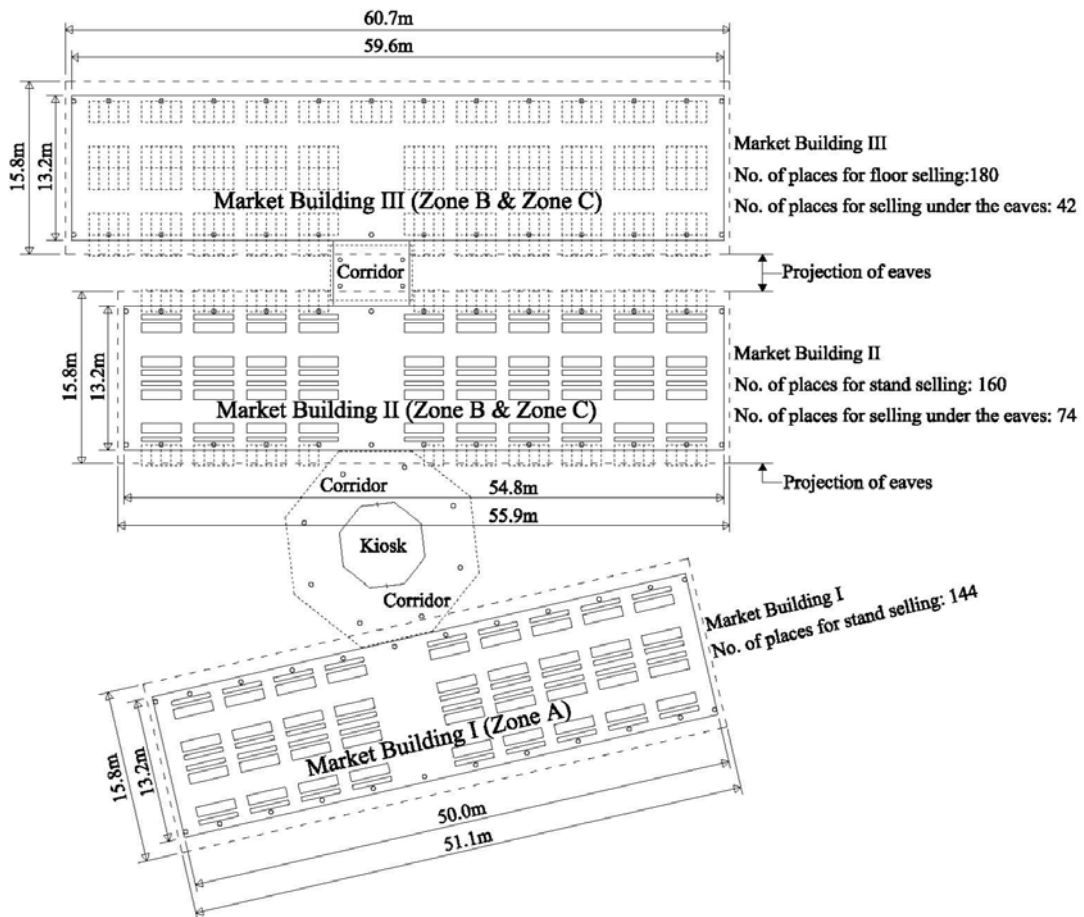 60.7m
59.6m
15.8m
13.2m
Market Building III (Zone B & Zone C)
Market Building III
No. of places for floor selling:180
No. of places for selling under the eaves: 42
Corridor
Projection of eaves
15.8m
13.2m
Market Building II (Zone B & Zone C)
Market Building II
No. of places for stand selling: 160
No. of places for selling under the eaves: 74
Projection of eaves
Corridor
54.8m
55.9m
Kiosk
Corridor
Market Building I
No. of places for stand selling: 144
15.8m
13.2m
Market Building I (Zone A)
50.0m
51.1m